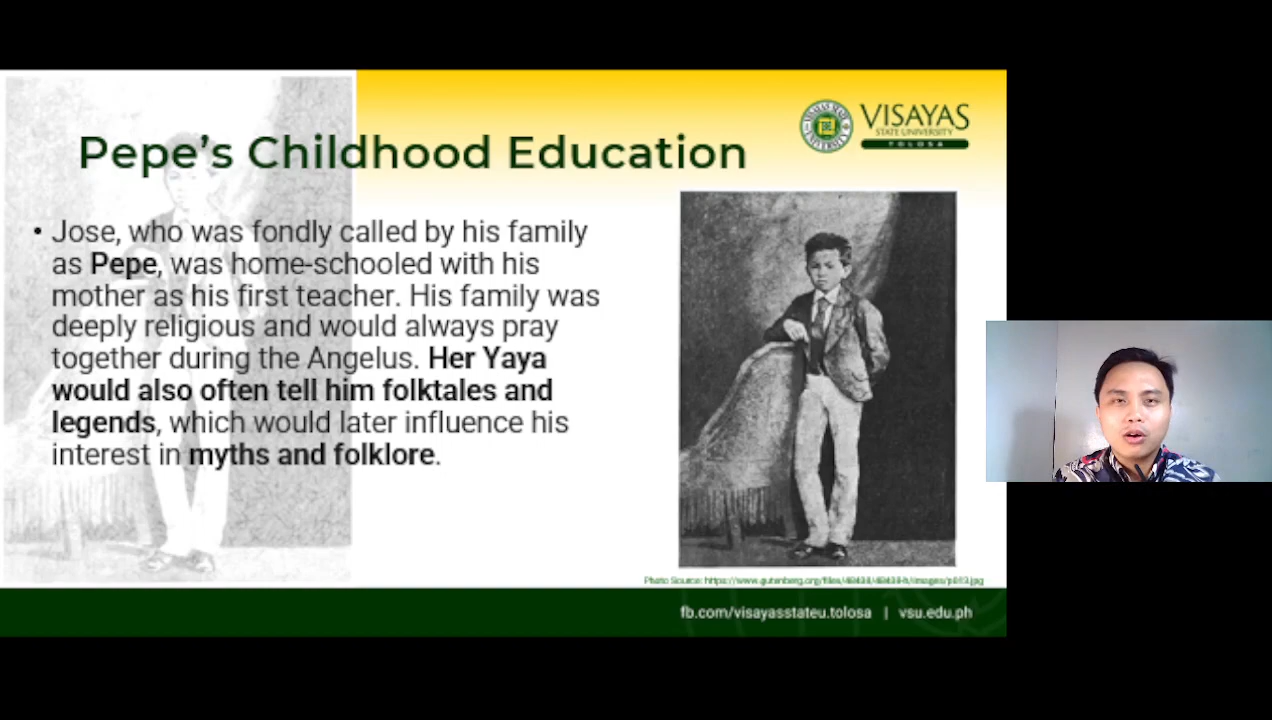 VISAYAS
STATE UNIVERSITY
TOLOSA
Pepe's Childhood Education
• Jose, who was fondly called by his family
as Pepe, was home-schooled with his
mother as his first teacher. His family was
deeply religious and would always pray
together during the Angelus. Her Yaya
would also often tell him folktales and
legends, which would later influence his
interest in myths and folklore.
Photo Source:
fb.com/visayasstateu.tolosa | vsu.edu.ph